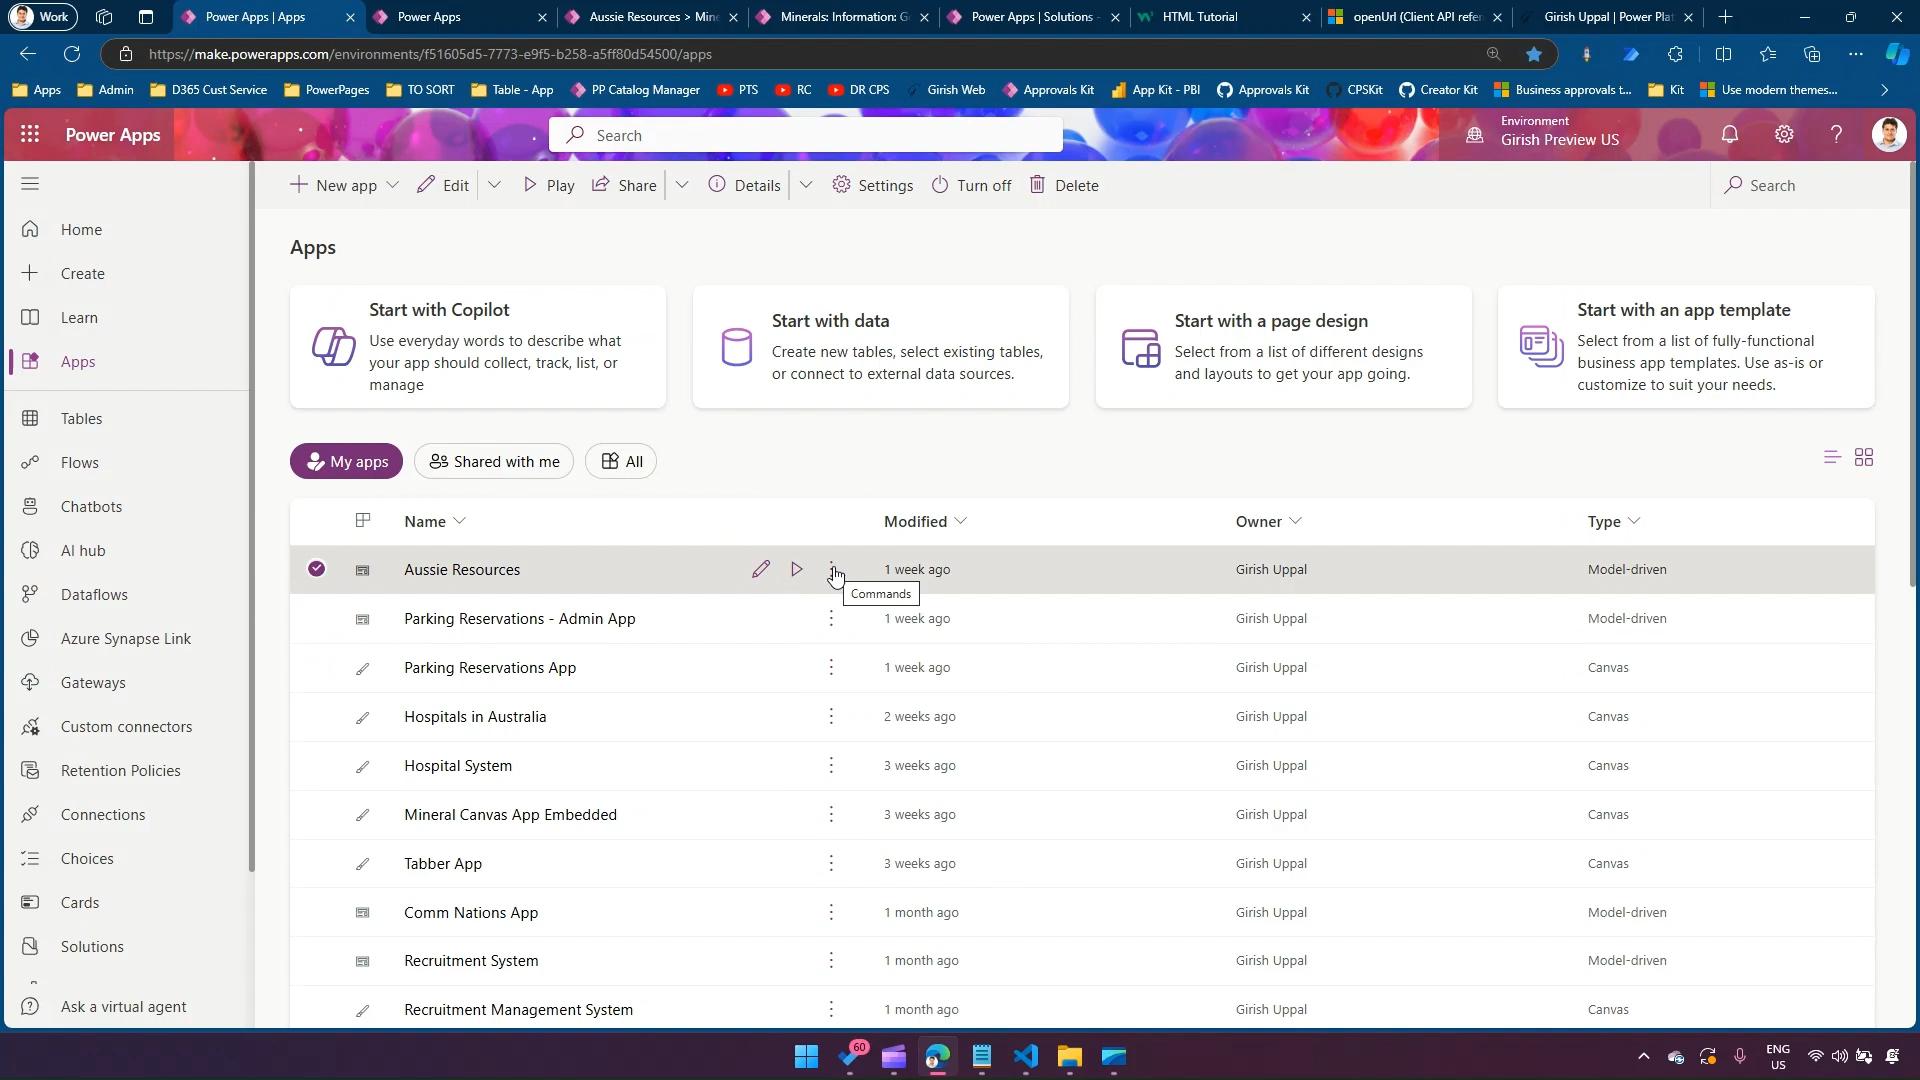 Work
Power Apps | Apps
Power Apps
Aussie Resources > Mine
Minerals: Information: G
Power Apps | Solutions -
HTML Tutorial
openUrl (Client API refer
Girish Uppal | Power Plat
https://make.powerapps.com/environments/f51605d5-7773-e9f5-b258-a5ff80d54500/apps
Apps
Admin
D365 Cust Service
PowerPages
TO SORT
Table - App
PP Catalog Manager
PTS
RC
DR CPS
Girish Web
Approvals Kit
App Kit - PBI
Approvals Kit
CPSKit
Creator Kit
Business approvals t...
Kit
Use modern themes...
Power Apps
Search
Environment
Girish Preview US
New app
Edit
Play
Share
Details
Settings
Turn off
Delete
Search
Home
Create
Learn
Apps
Tables
Flows
Chatbots
AI hub
Dataflows
Azure Synapse Link
Gateways
Custom connectors
Retention Policies
Connections
Choices
Cards
Solutions
Ask a virtual agent
Apps
Start with Copilot
Use everyday words to describe what
your app should collect, track, list, or
manage
Start with data
Create new tables, select existing tables,
or connect to external data sources.
Start with a page design
Select from a list of different designs
and layouts to get your app going.
Start with an app template
Select from a list of fully-functional
business app templates. Use as-is or
customize to suit your needs.
My apps
Shared with me
All
Name Modified Owner Type
Aussie Resources 1 week ago Girish Uppal Model-driven
Commands
Parking Reservations - Admin App 1 week ago Girish Uppal Model-driven
Parking Reservations App 1 week ago Girish Uppal Canvas
Hospitals in Australia 2 weeks ago Girish Uppal Canvas
Hospital System 3 weeks ago Girish Uppal Canvas
Mineral Canvas App Embedded 3 weeks ago Girish Uppal Canvas
Tabber App 3 weeks ago Girish Uppal Canvas
Comm Nations App 1 month ago Girish Uppal Model-driven
Recruitment System 1 month ago Girish Uppal Model-driven
Recruitment Management System 1 month ago Girish Uppal Canvas
60
ENG
US